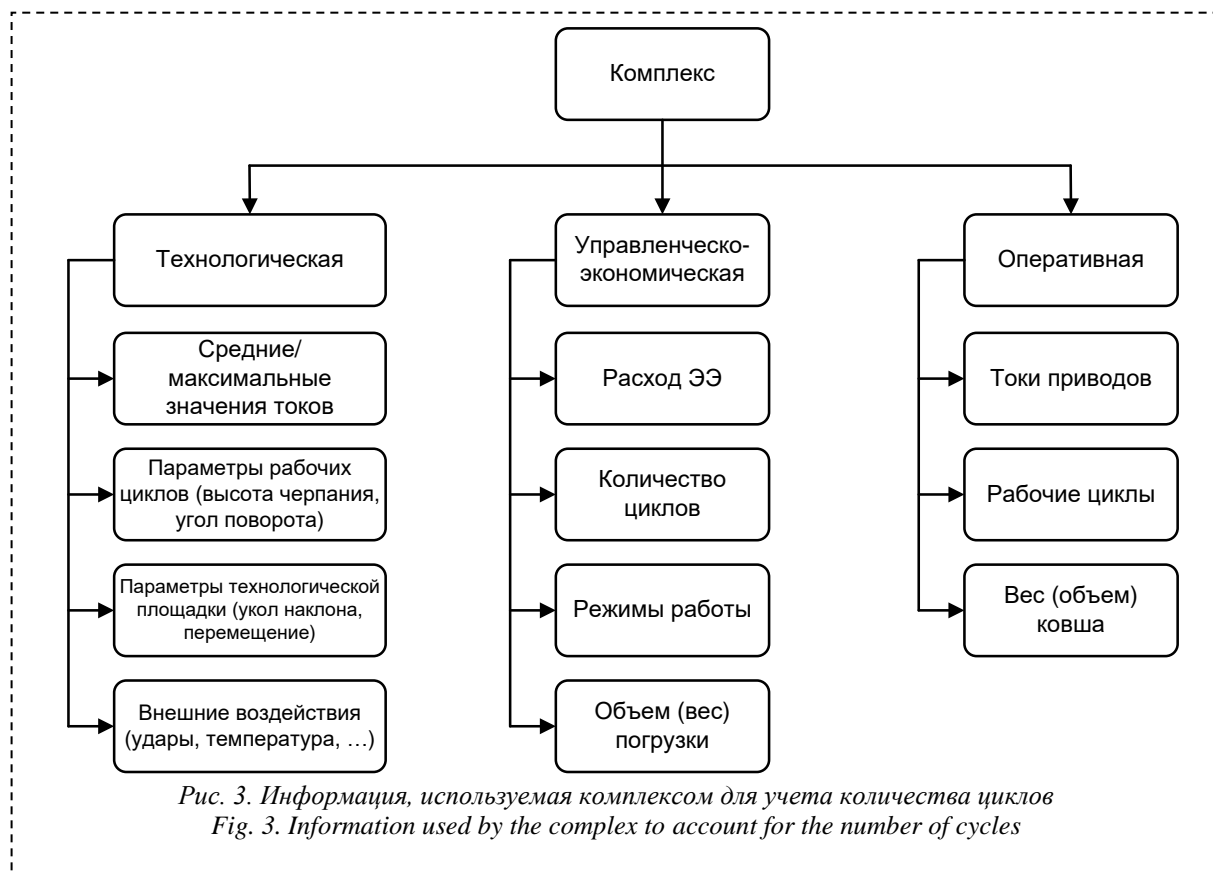 Комплекс
Технологическая
Средние/
максимальные
значения токов
Параметры рабочих
циклов (высота черпания,
угол поворота)
Параметры технологической
площадки (укол наклона,
перемещение)
Внешние воздействия
(удары, температура, …)
Управленческо-
экономическая
Расход ЭЭ
Количество
циклов
Режимы работы
Объем (вес)
погрузки
Оперативная
Токи приводов
Рабочие циклы
Вес (объем)
ковша
Рис. 3. Информация, используемая комплексом для учета количества циклов
Fig. 3. Information used by the complex to account for the number of cycles